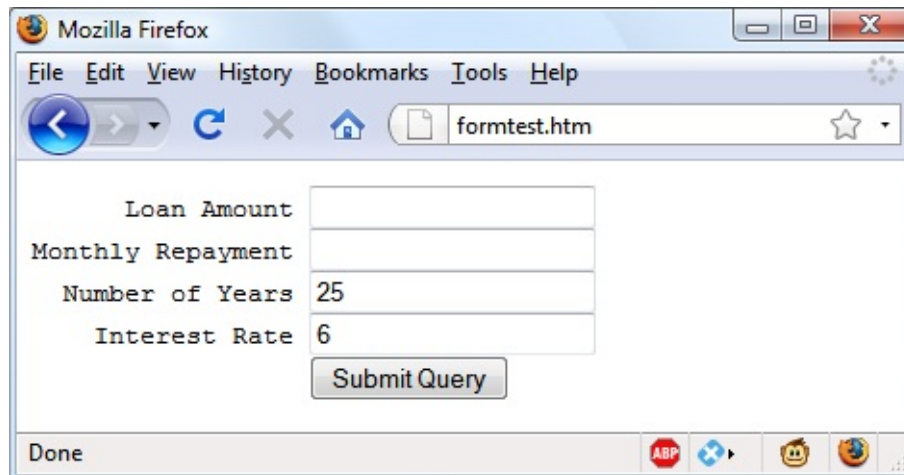 Mozilla Firefox
File Edit View History Bookmarks Tools Help
formtest.htm
Loan Amount
Monthly Repayment
Number of Years 25
Interest Rate 6
Submit Query
Done
ABP